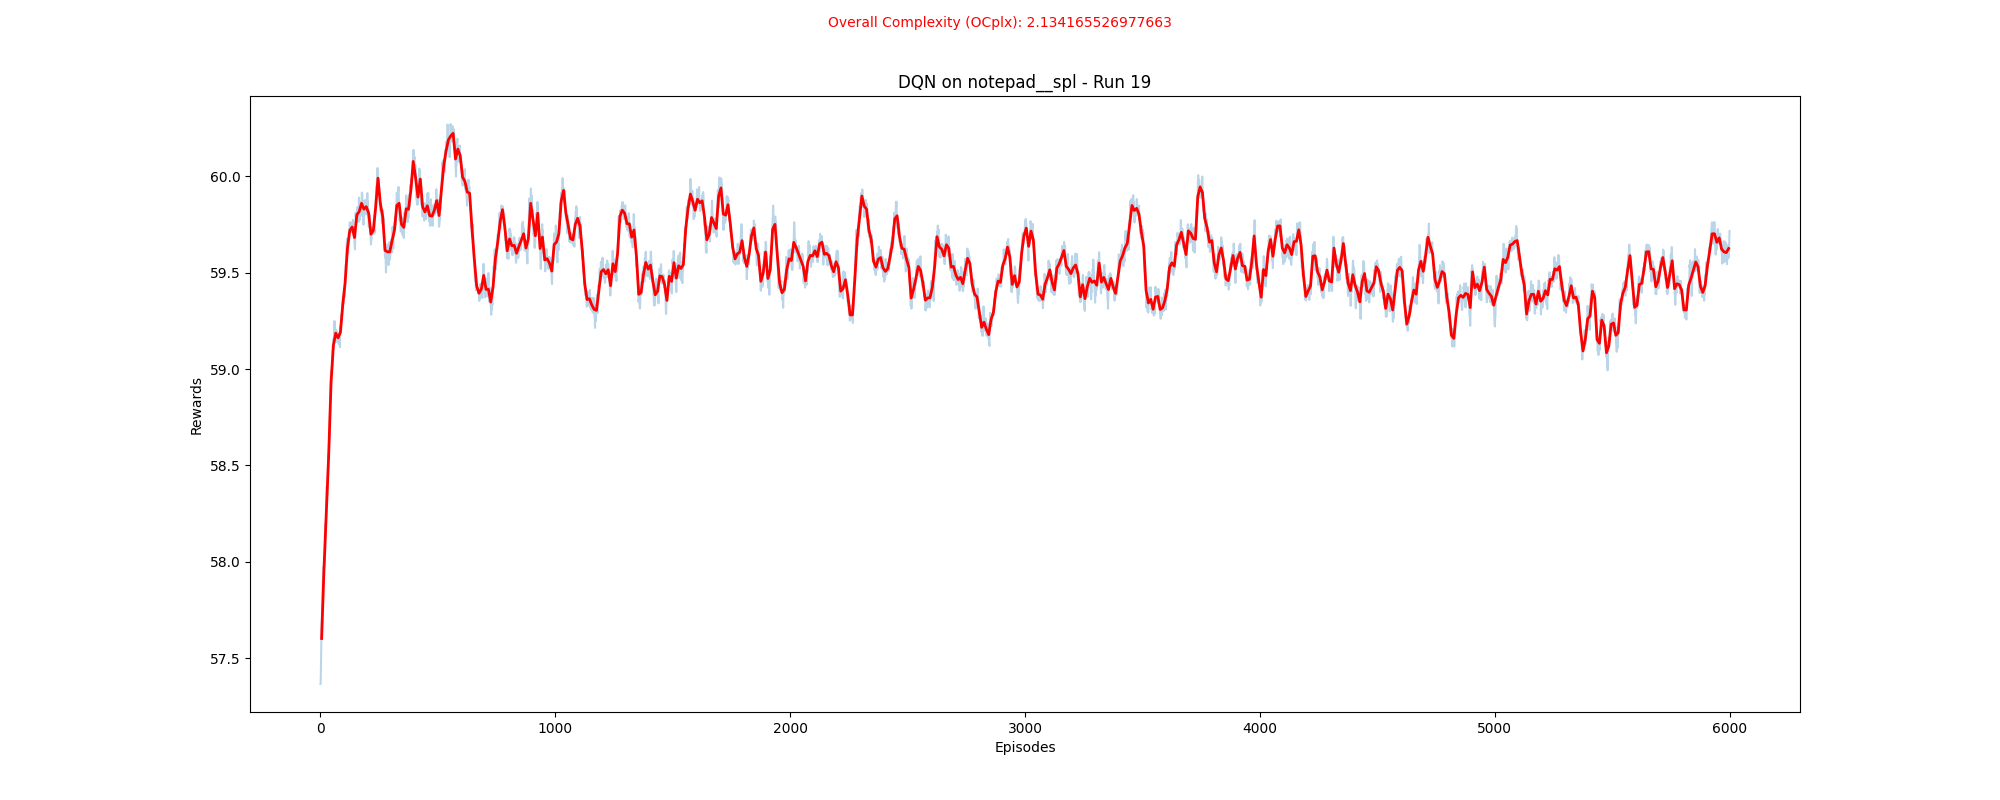 Overall Complexity (OCplx): 2.134165526977663
DQN on notepad__spl - Run 19
Rewards
60.0
59.5
59.0
58.5
58.0
57.5
0 1000 2000 3000 4000 5000 6000
Episodes